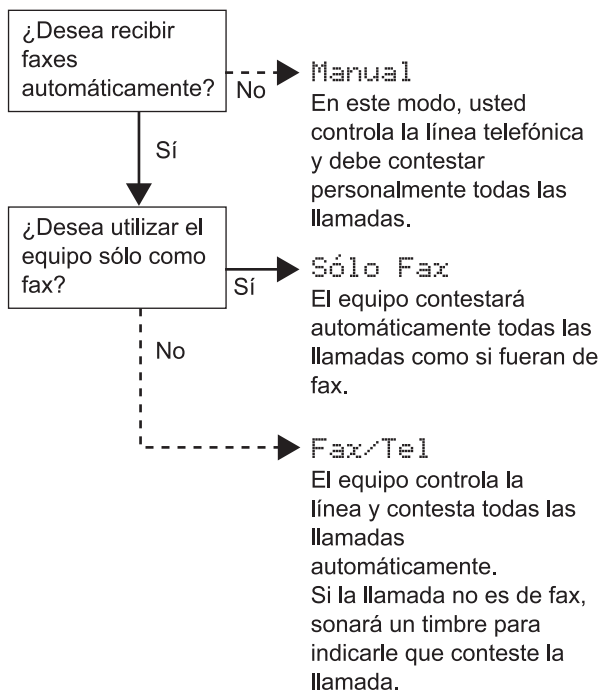 ¿Desea recibir
faxes
automáticamente?
No
Manual
En este modo, usted
controla la línea telefónica
y debe contestar
personalmente todas las
llamadas.
Sí
¿Desea utilizar el
equipo sólo como
fax?
Sí
Sólo Fax
El equipo contestará
automáticamente todas las
llamadas como si fueran de
fax.
No
Fax/Tel
El equipo controla la
línea y contesta todas las
llamadas
automáticamente.
Si la llamada no es de fax,
sonará un timbre para
indicarle que conteste la
llamada.